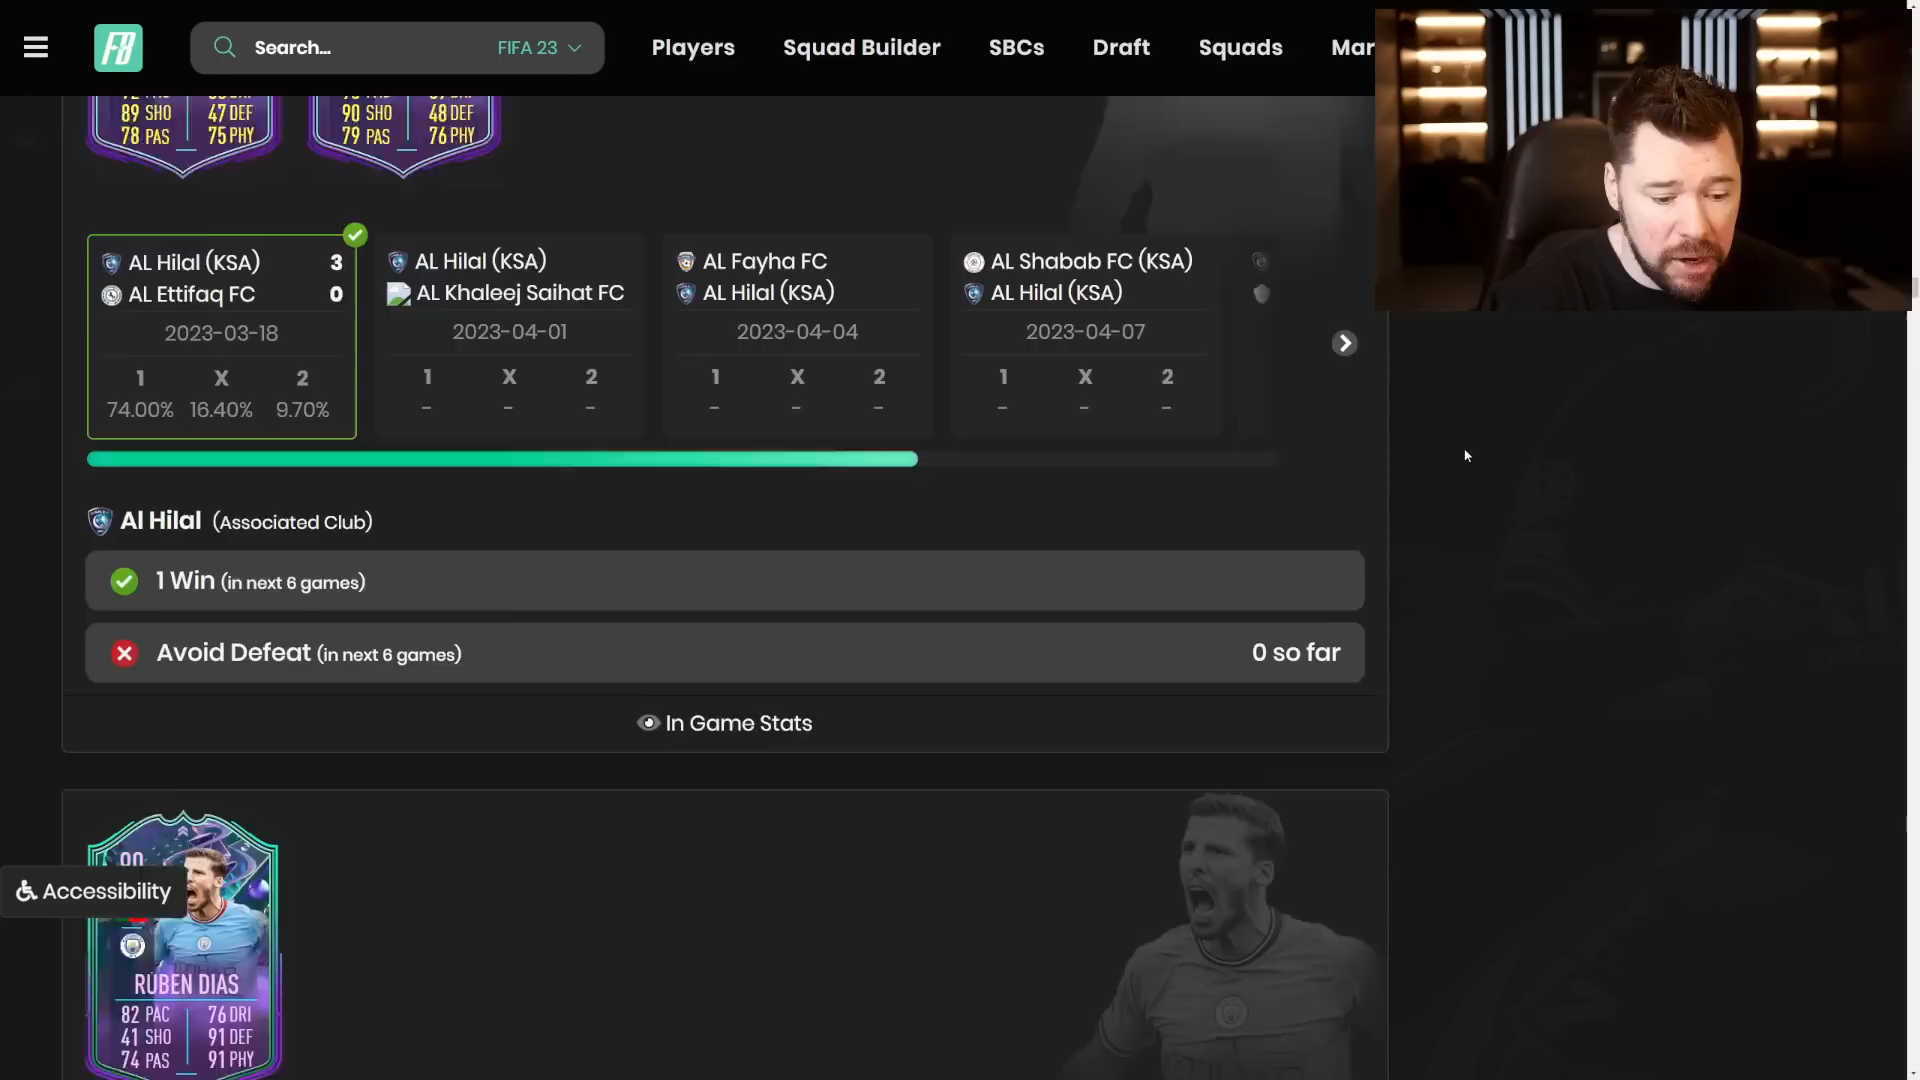 F8 Search... FIFA 23 Players Squad Builder SBCs Draft Squads Mar
89 SHO 47 DEF 90 SHO 48 DEF
78 PAS 75 PHY 79 PAS 76 PHY
AL Hilal (KSA) 3
AL Ettifaq FC 0
2023-03-18
1 X 2
74.00% 16.40% 9.70%
AL Hilal (KSA)
AL Khaleej Saihat FC
2023-04-01
1 X 2
- - -
AL Fayha FC
AL Hilal (KSA)
2023-04-04
1 X 2
- - -
AL Shabab FC (KSA)
AL Hilal (KSA)
2023-04-07
1 X 2
- - -
Al Hilal (Associated Club)
1 Win (in next 6 games)
Avoid Defeat (in next 6 games) 0 so far
In Game Stats
90
Accessibility
RÚBEN DIAS
82 PAC 76 DRI
41 SHO 91 DEF
74 PAS 91 PHY